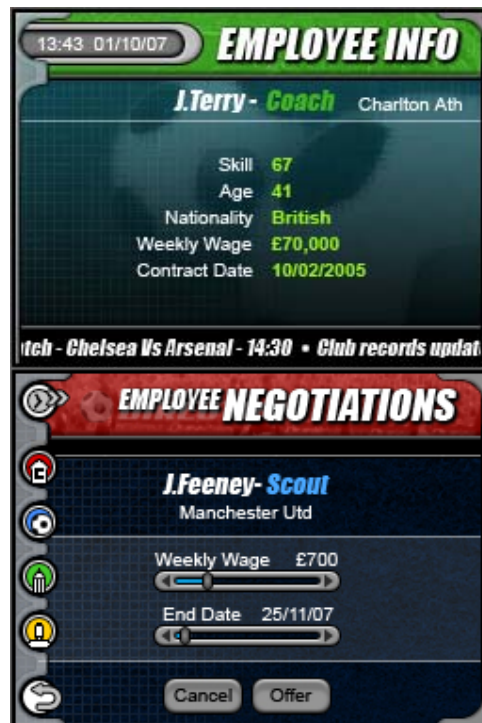 13:43 01/10/07
EMPLOYEE INFO
J.Terry - Coach Charlton Ath
Skill 67
Age 41
Nationality British
Weekly Wage £70,000
Contract Date 10/02/2005
tch - Chelsea Vs Arsenal - 14:30 • Club records updat
EMPLOYEE NEGOTIATIONS
J.Feeney- Scout
Manchester Utd
Weekly Wage £700
End Date 25/11/07
Cancel Offer